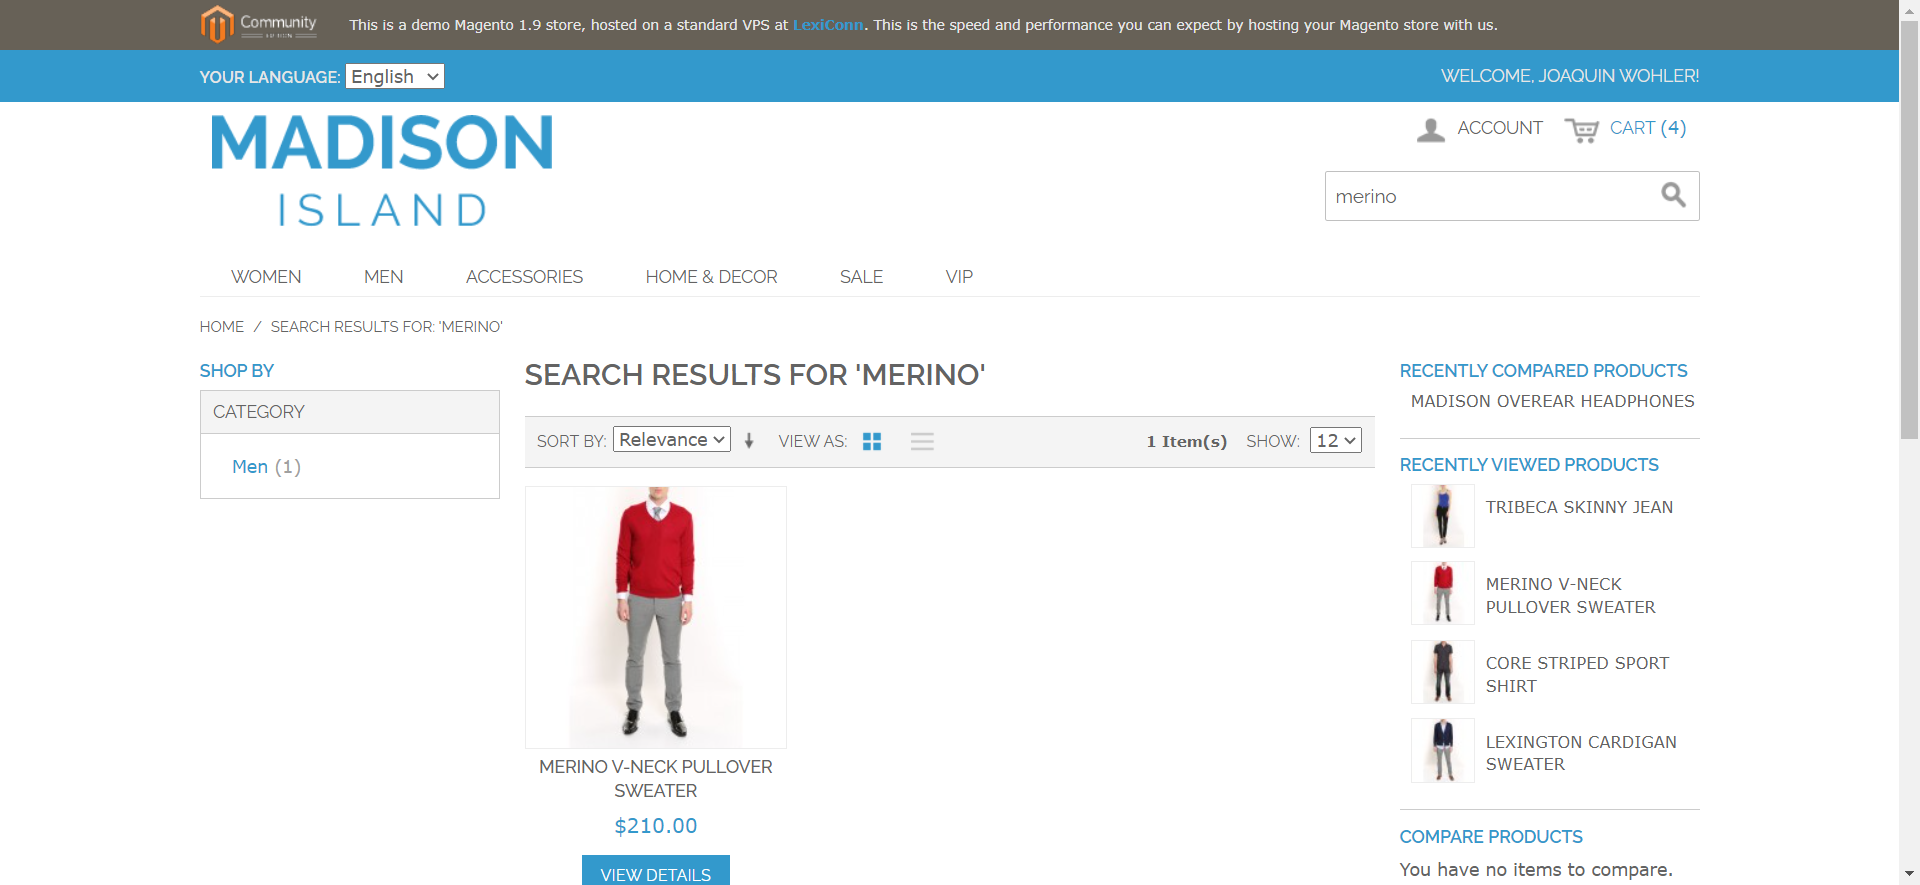 Community
This is a demo Magento 1.9 store, hosted on a standard VPS at LexiConn. This is the speed and performance you can expect by hosting your Magento store with us.
YOUR LANGUAGE: English
WELCOME, JOAQUIN WOHLER!
MADISON
ISLAND
ACCOUNT
CART (4)
merino
WOMEN
MEN
ACCESSORIES
HOME & DECOR
SALE
VIP
HOME / SEARCH RESULTS FOR: 'MERINO'
SHOP BY
CATEGORY
Men (1)
SEARCH RESULTS FOR 'MERINO'
SORT BY: Relevance
VIEW AS:
1 Item(s)
SHOW: 12
MERINO V-NECK PULLOVER
SWEATER
$210.00
VIEW DETAILS
RECENTLY COMPARED PRODUCTS
MADISON OVEREAR HEADPHONES
RECENTLY VIEWED PRODUCTS
TRIBECA SKINNY JEAN
MERINO V-NECK
PULLOVER SWEATER
CORE STRIPED SPORT
SHIRT
LEXINGTON CARDIGAN
SWEATER
COMPARE PRODUCTS
You have no items to compare.